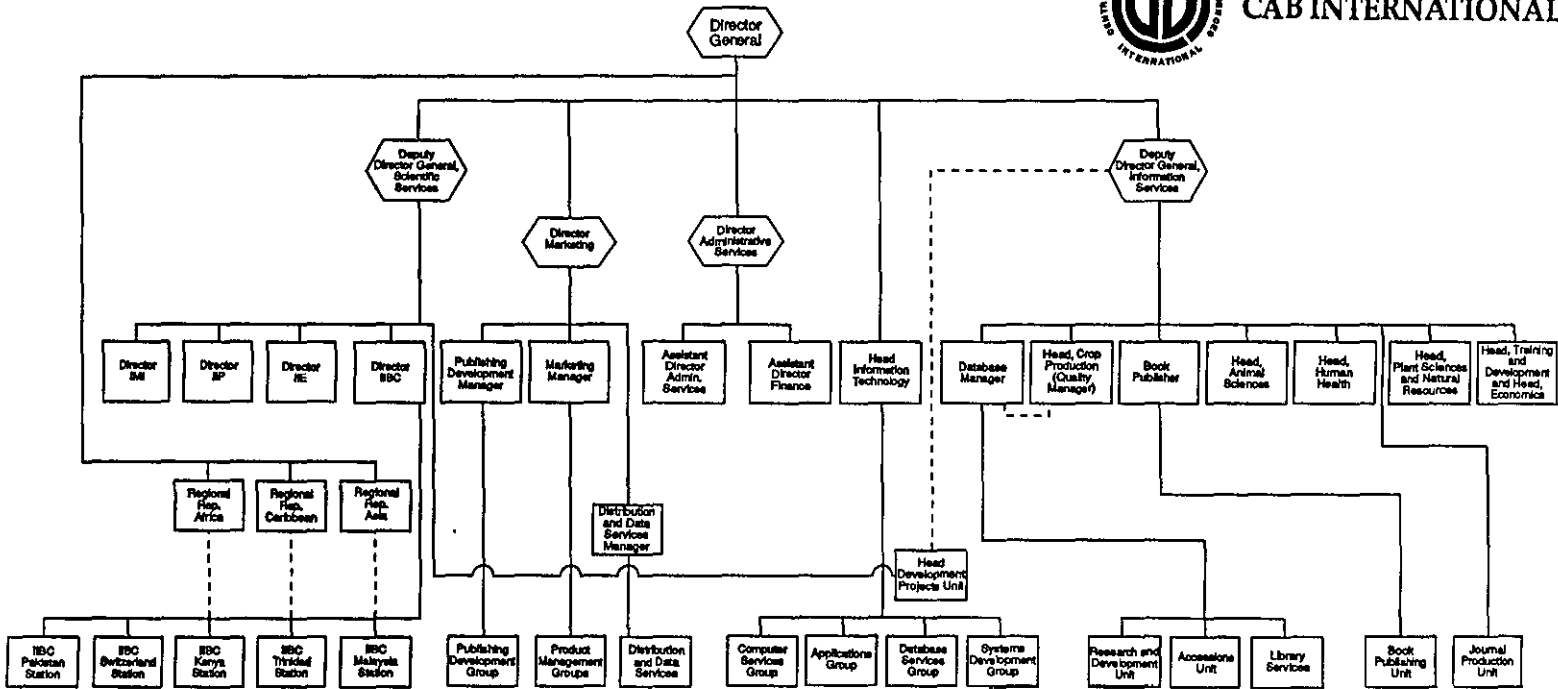 CAB INTERNATIONAL
INTERNATIONAL
Director
General
Deputy
Director General,
Scientific
Services
Deputy
Director General,
Information
Services
Director
Marketing
Director
Administrative
Services
Director
IMI
Director
IIP
Director
IIE
Director
IIBC
Publishing
Development
Manager
Marketing
Manager
Assistant
Director
Admin.
Services
Assistant
Director
Finance
Head
Information
Technology
Database
Manager
Head, Crop
Production
(Quality
Manager)
Book
Publisher
Head,
Animal
Sciences
Head,
Human
Health
Head,
Plant Sciences
and Natural
Resources
Head, Training
and
Development
and Head,
Economics
Regional
Rep,
Africa
Regional
Rep,
Caribbean
Regional
Rep,
Asia
Distribution
and Data
Services
Manager
Head
Development
Projects Unit
IIBC
Pakistan
Station
IIBC
Switzerland
Station
IIBC
Kenya
Station
IIBC
Trinidad
Station
IIBC
Malaysia
Station
Publishing
Development
Group
Product
Management
Groups
Distribution
and Data
Services
Computer
Services
Group
Applications
Group
Database
Services
Group
Systems
Development
Group
Research and
Development
Unit
Accessions
Unit
Library
Services
Book
Publishing Unit
Journal
Production
Unit